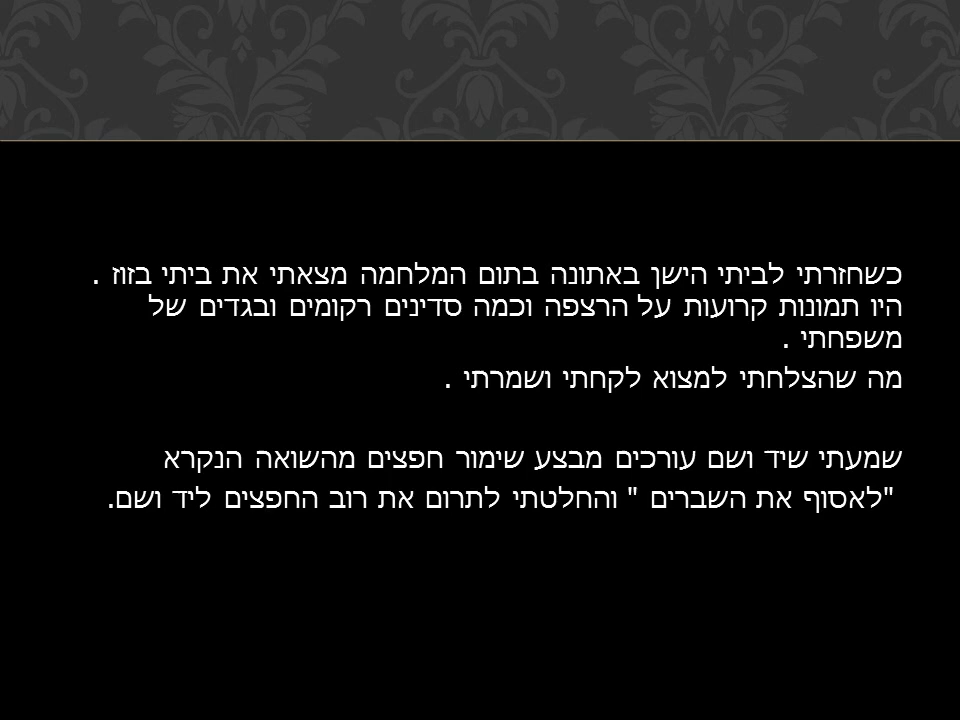 כשחזרתי לביתי הישן באתונה בתום המלחמה מצאתי את ביתי בזוז .
היו תמונות קרועות על הרצפה וכמה סדינים רקומים ובגדים של
משפחתי .
מה שהצלחתי למצוא לקחתי ושמרתי .
שמעתי שיד ושם עורכים מבצע שימור חפצים מהשואה הנקרא
"לאסוף את השברים " והחלטתי לתרום את רוב החפצים ליד ושם.